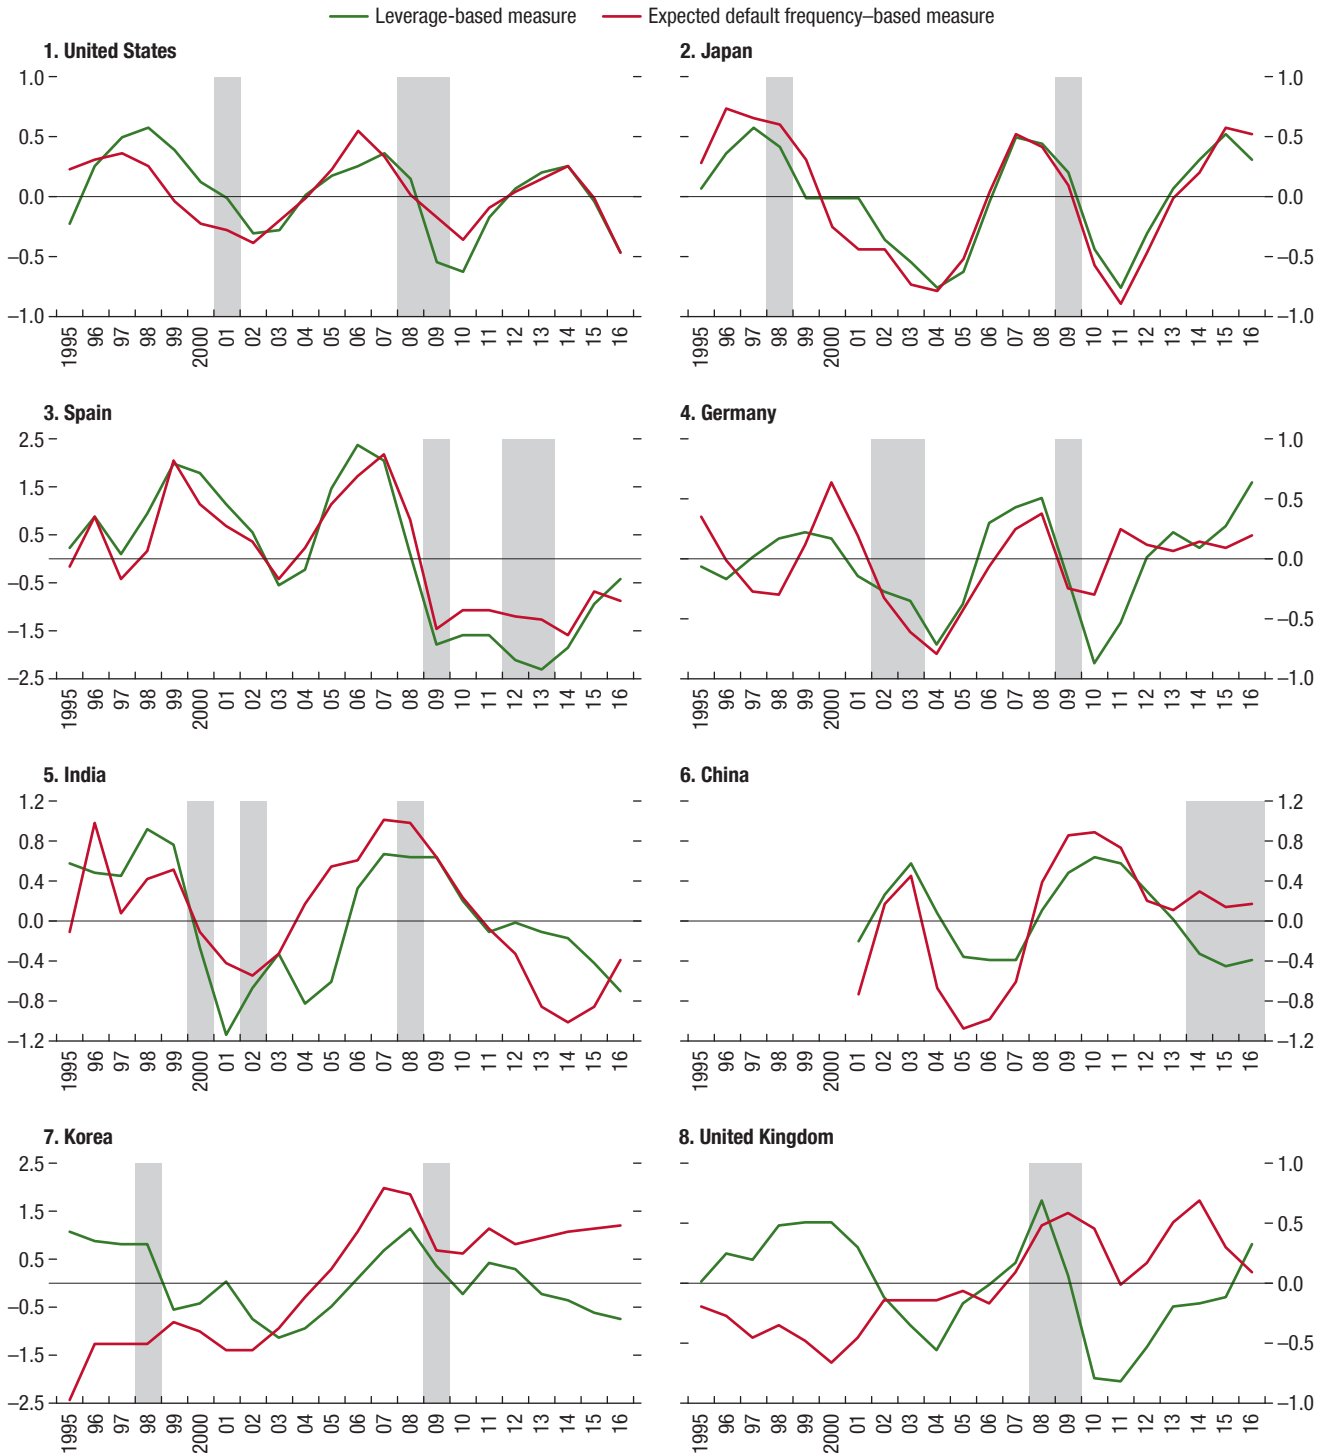 Leverage-based measure Expected default frequency–based measure
1. United States 2. Japan
1.0 1.0
0.5 0.5
0.0 0.0
–0.5 –0.5
–1.0 –1.0
1995 96 97 98 99 2000 01 02 03 04 05 06 07 08 09 10 11 12 13 14 15 16 1995 96 97 98 99 2000 01 02 03 04 05 06 07 08 09 10 11 12 13 14 15 16
3. Spain 4. Germany
2.5 1.0
1.5 0.5
0.5 0.0
–0.5 –0.5
–1.5 –1.0
–2.5
1995 96 97 98 99 2000 01 02 03 04 05 06 07 08 09 10 11 12 13 14 15 16 1995 96 97 98 99 2000 01 02 03 04 05 06 07 08 09 10 11 12 13 14 15 16
5. India 6. China
1.2 1.2
0.8 0.8
0.4 0.4
0.0 0.0
–0.4 –0.4
–0.8 –0.8
–1.2 –1.2
1995 96 97 98 99 2000 01 02 03 04 05 06 07 08 09 10 11 12 13 14 15 16 1995 96 97 98 99 2000 01 02 03 04 05 06 07 08 09 10 11 12 13 14 15 16
7. Korea 8. United Kingdom
2.5 1.0
1.5 0.5
0.5 0.0
–0.5 –0.5
–1.5 –1.0
–2.5
1995 96 97 98 99 2000 01 02 03 04 05 06 07 08 09 10 11 12 13 14 15 16 1995 96 97 98 99 2000 01 02 03 04 05 06 07 08 09 10 11 12 13 14 15 16